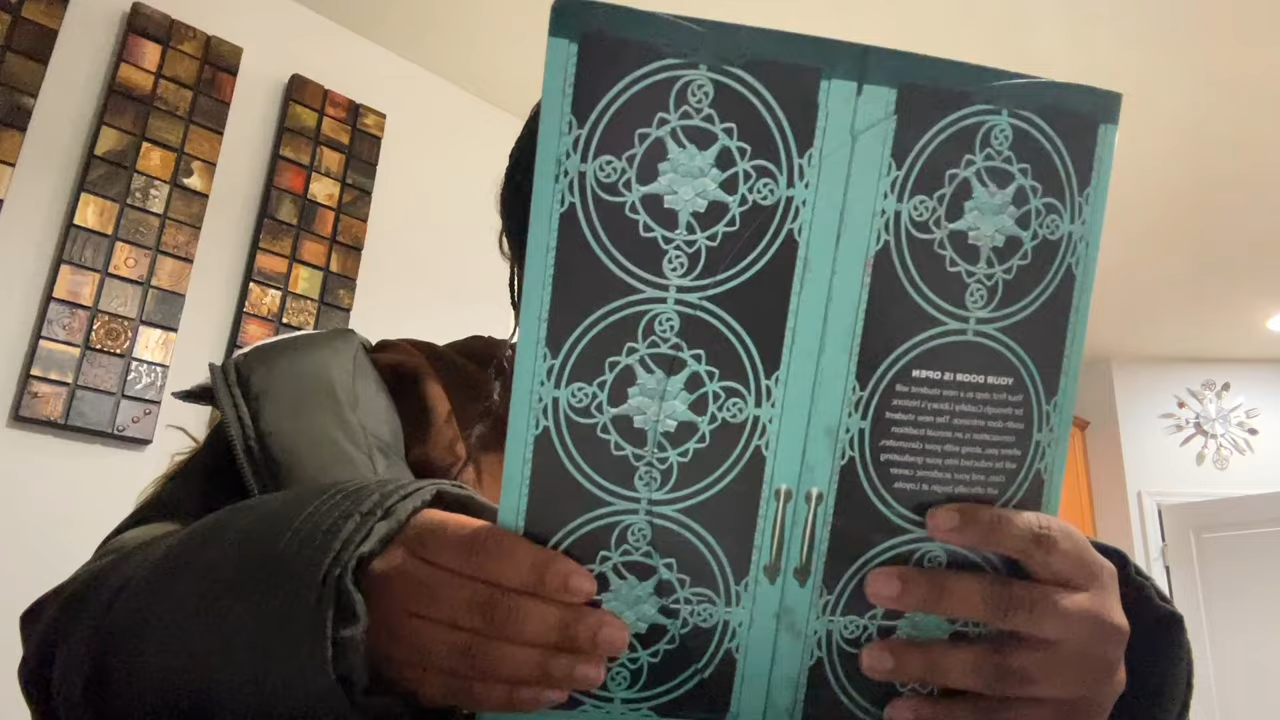 YOUR DOOR IS OPEN
Your first step as a new student will
be through Cudahy Library's historic
multi-door entrance. The new student
convocation is an annual tradition
where you, along with your classmates,
will be inducted into your graduating
class, and your academic career
will officially begin at Loyola.